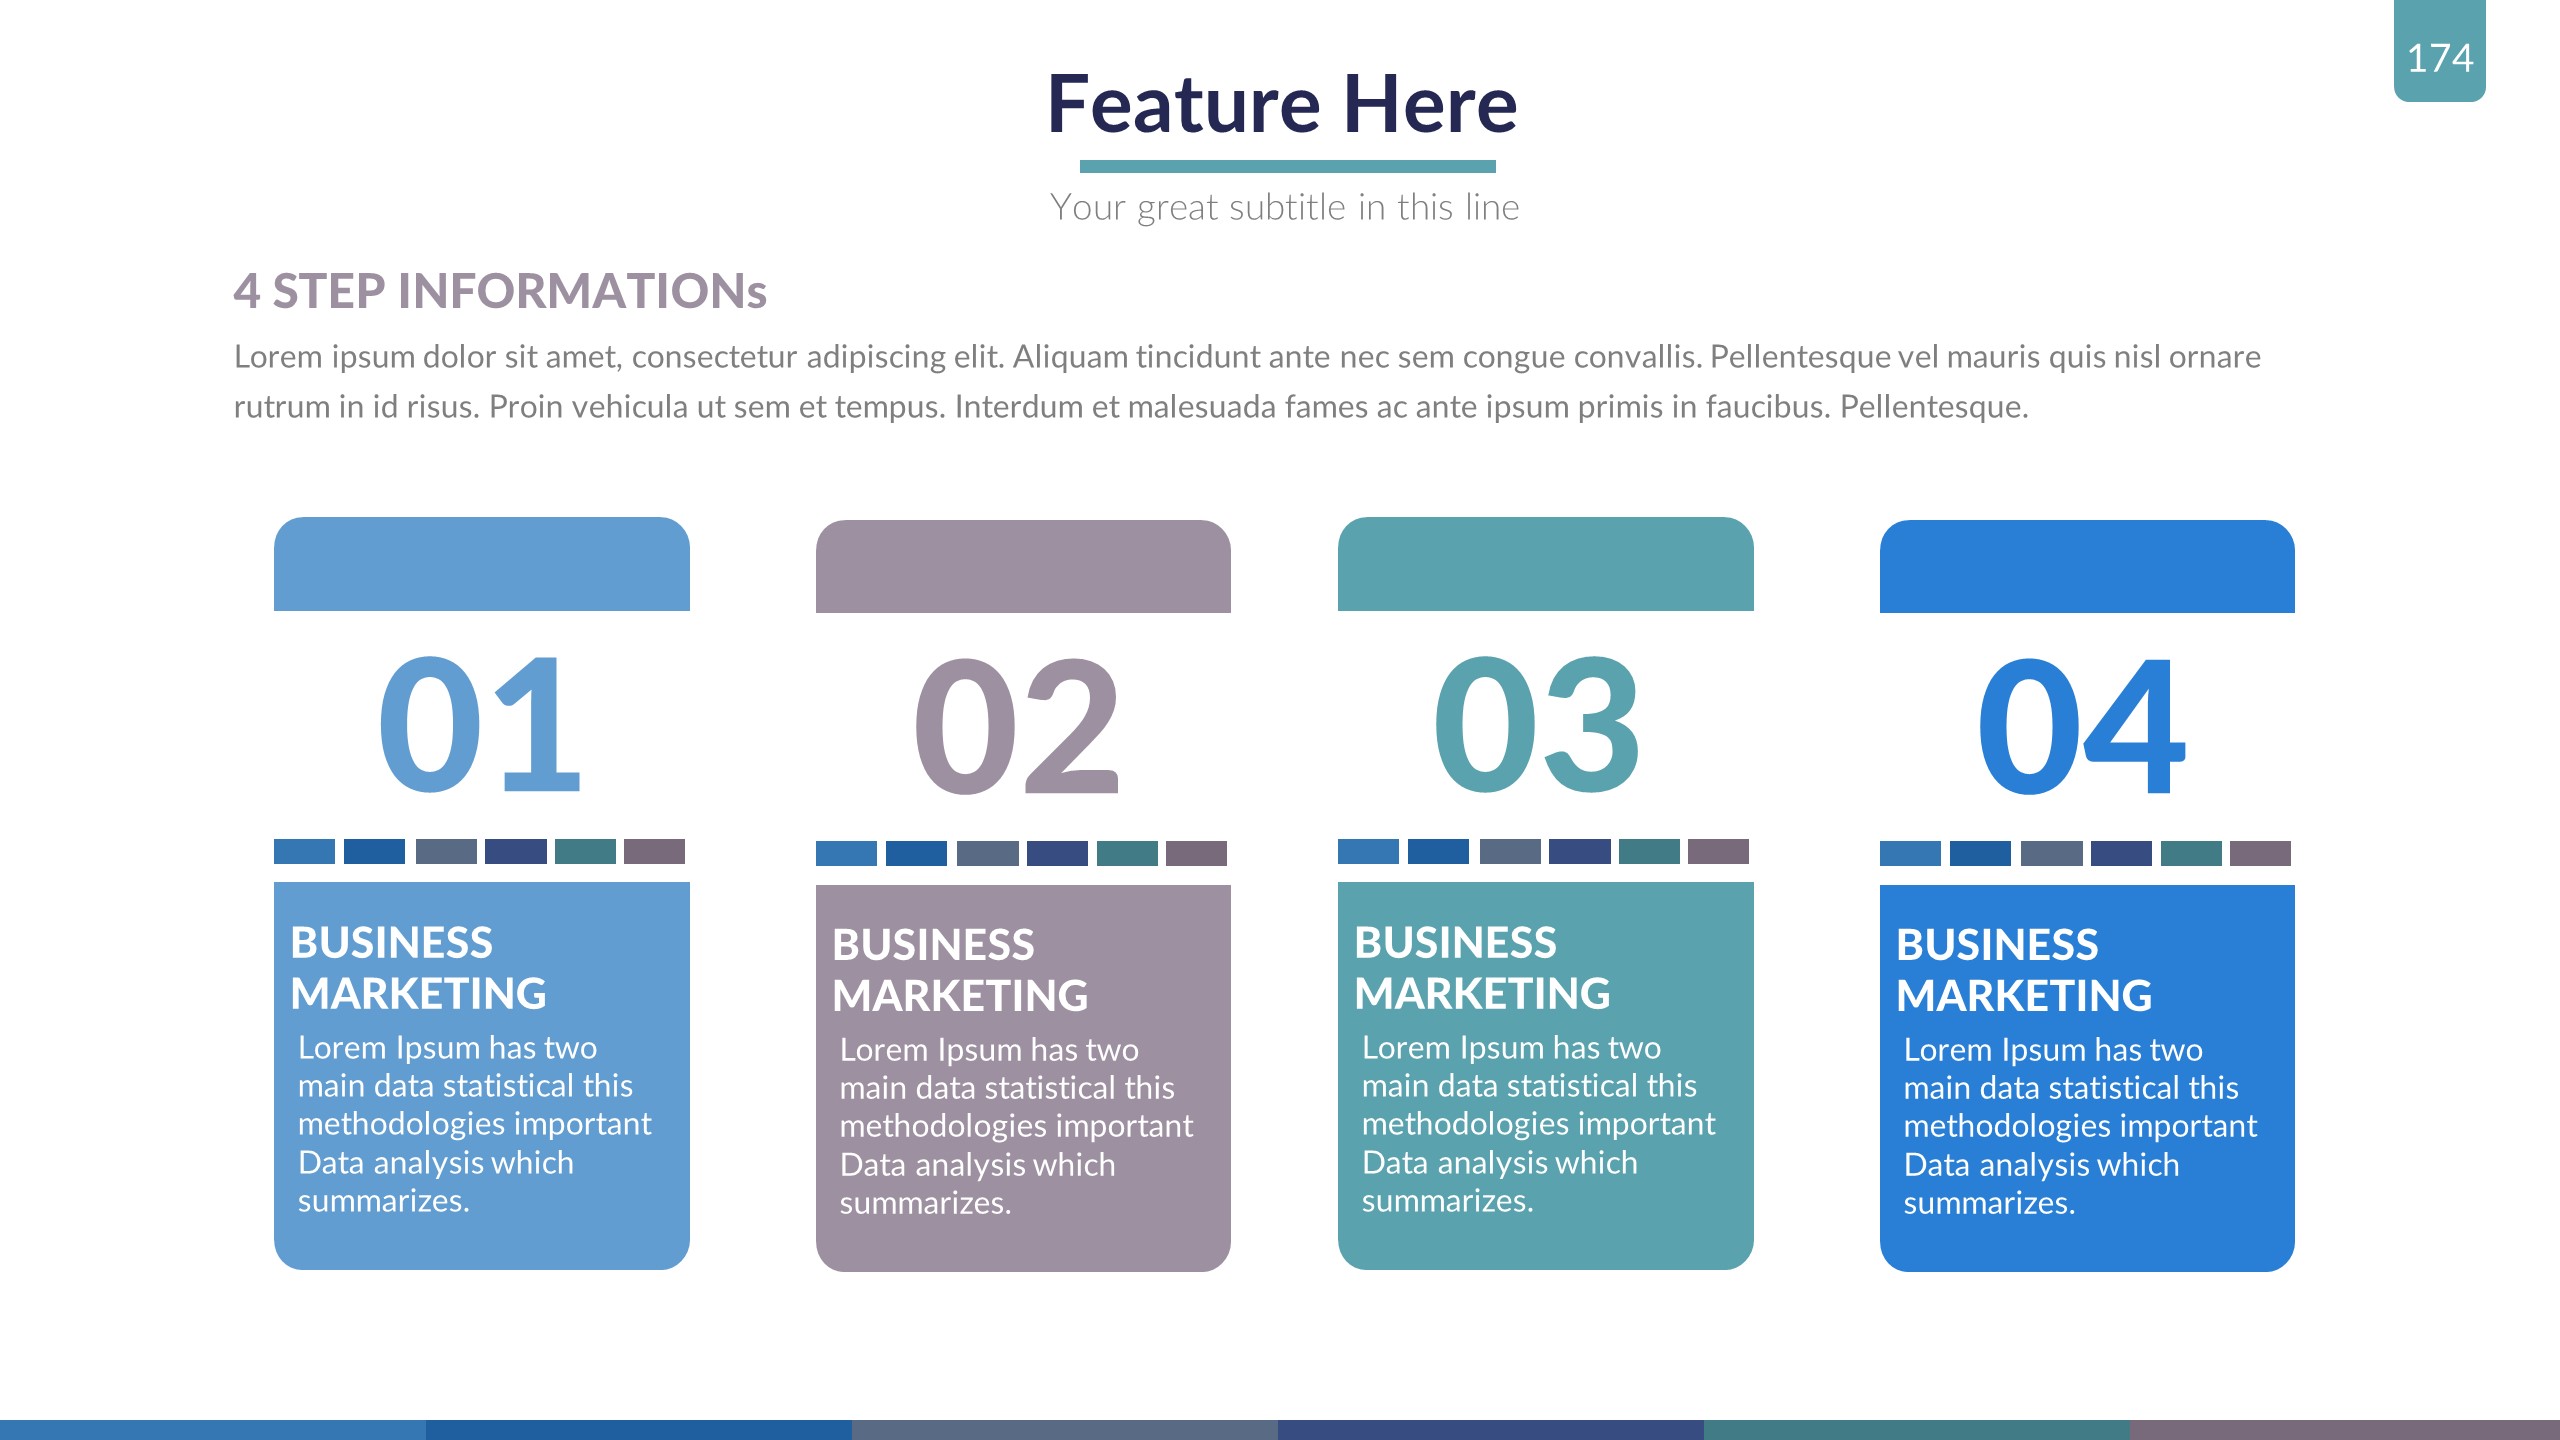 174
Feature Here
Your great subtitle in this line
4 STEP INFORMATIONs
Lorem ipsum dolor sit amet, consectetur adipiscing elit. Aliquam tincidunt ante nec sem congue convallis. Pellentesque vel mauris quis nisl ornare
rutrum in id risus. Proin vehicula ut sem et tempus. Interdum et malesuada fames ac ante ipsum primis in faucibus. Pellentesque.
01
BUSINESS
MARKETING
Lorem Ipsum has two
main data statistical this
methodologies important
Data analysis which
summarizes.
02
BUSINESS
MARKETING
Lorem Ipsum has two
main data statistical this
methodologies important
Data analysis which
summarizes.
03
BUSINESS
MARKETING
Lorem Ipsum has two
main data statistical this
methodologies important
Data analysis which
summarizes.
04
BUSINESS
MARKETING
Lorem Ipsum has two
main data statistical this
methodologies important
Data analysis which
summarizes.